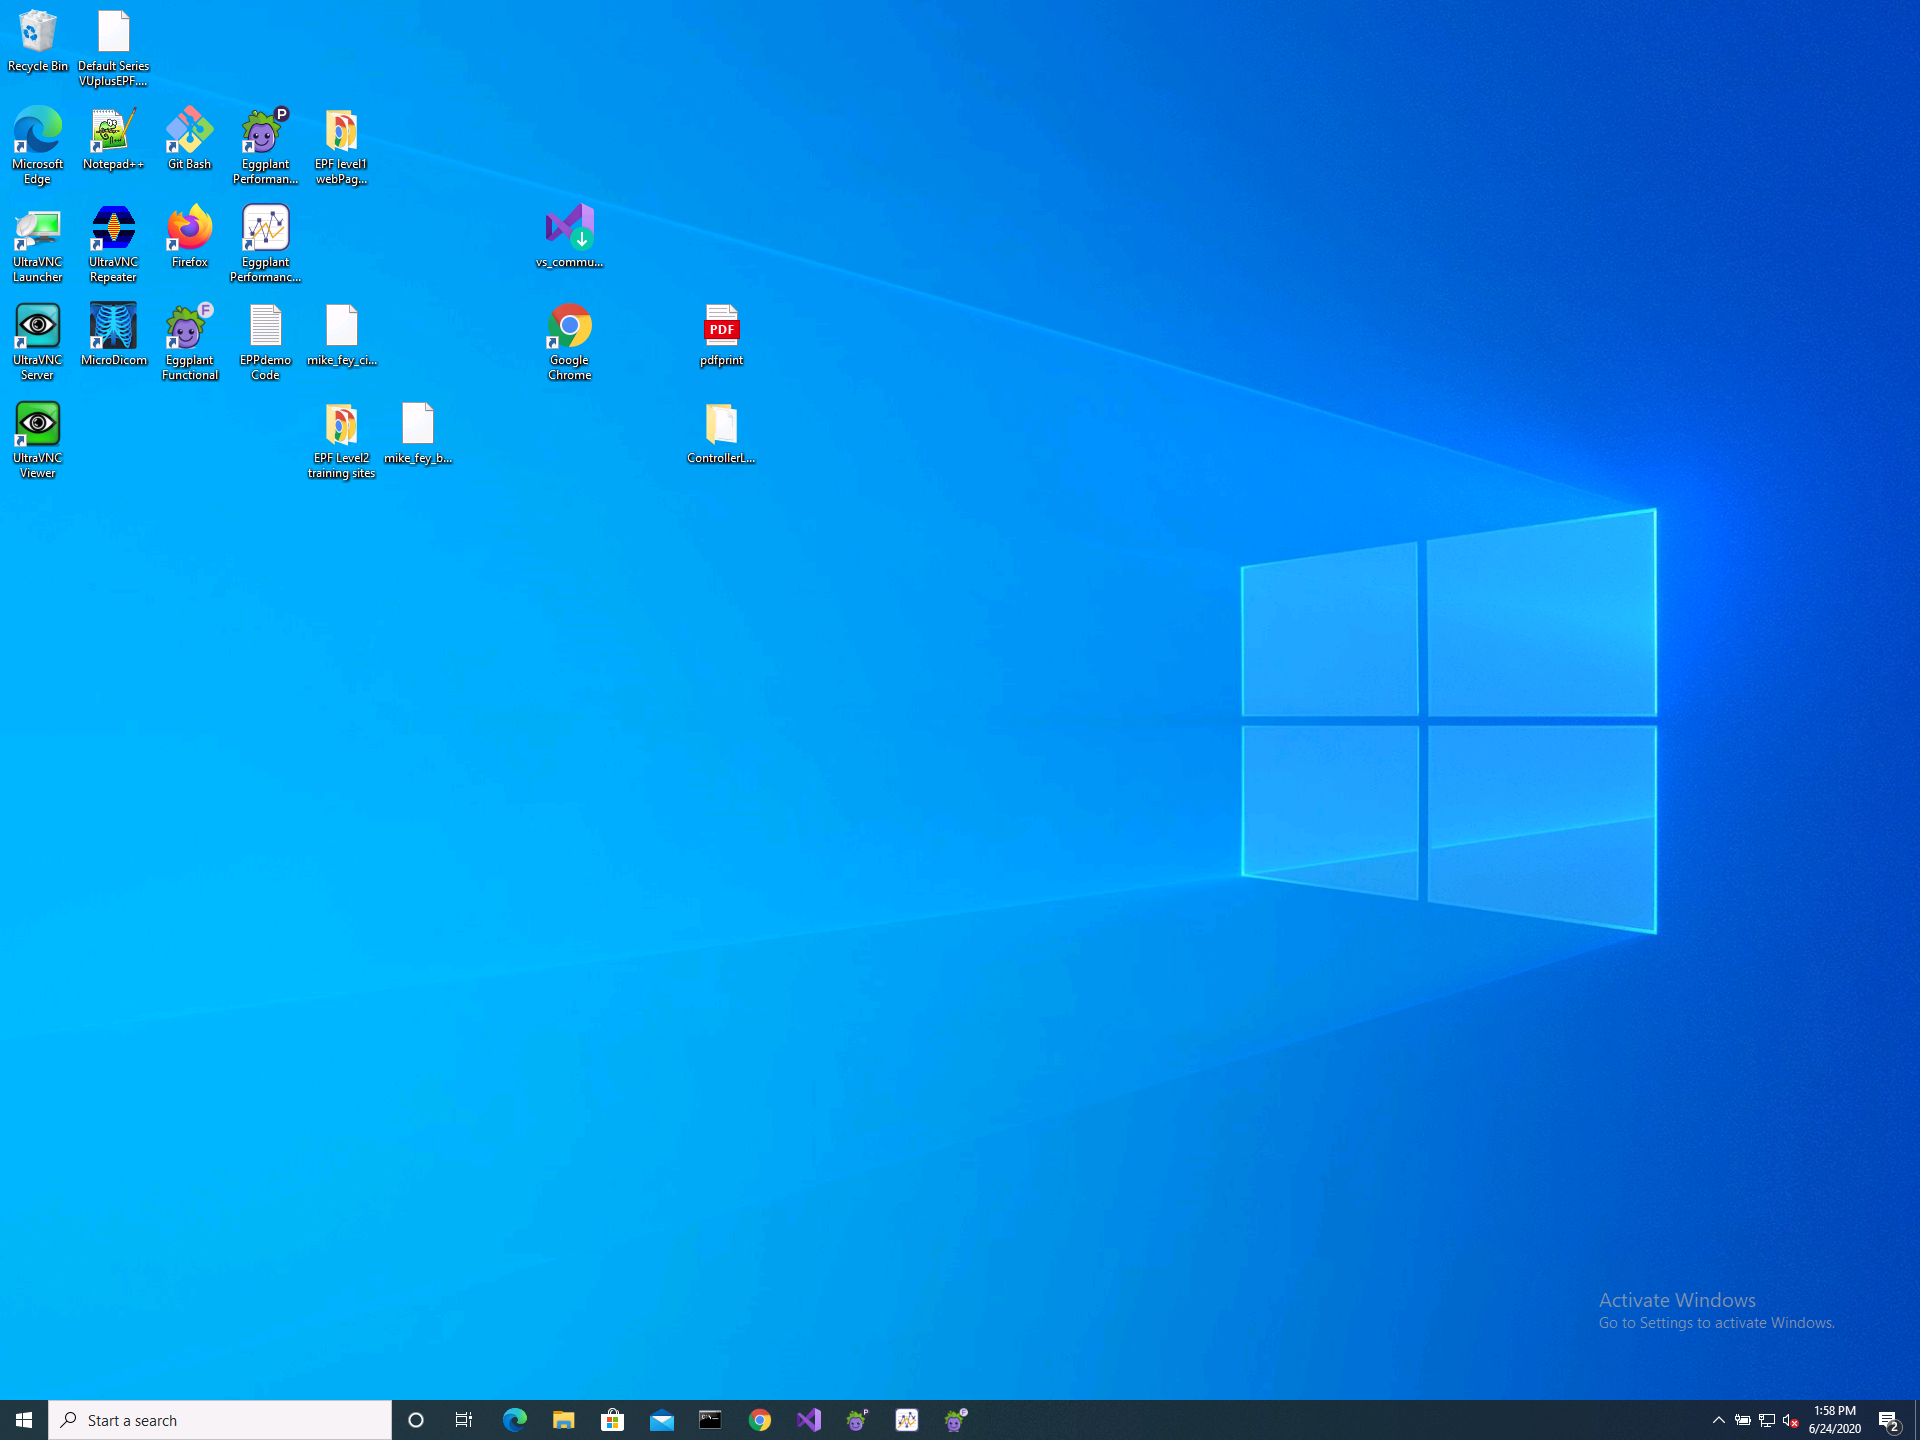 Recycle Bin
Default Series
VUplusEPF....
Microsoft
Edge
Notepad++
Git Bash
P
Eggplant
Performan...
EPF level1
webPag...
UltraVNC
Launcher
UltraVNC
Repeater
Firefox
Eggplant
Performanc...
vs_commu...
UltraVNC
Server
MicroDicom
F
Eggplant
Functional
EPPdemo
Code
mike_fey_ci...
Google
Chrome
PDF
pdfprint
UltraVNC
Viewer
EPF Level2
training sites
mike_fey_b...
ControllerL...
Activate Windows
Go to Settings to activate Windows.
Start a search
P
F
1:58 PM
6/24/2020
2